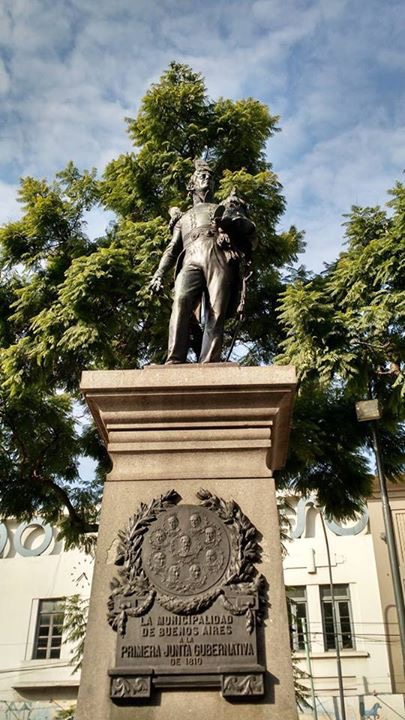 LA MUNICIPALIDAD
DE BUENOS AIRES
A LA
PRIMERA JUNTA GUBERNATIVA
DE 1810